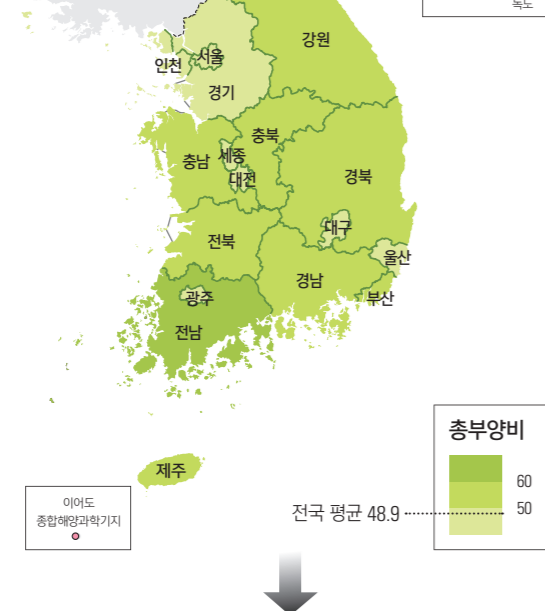 독도
강원
서울
인천
경기
충북
충남
세종
대전
경북
대구
전북
울산
경남
부산
광주
전남
제주
총부양비
60
50
전국 평균 48.9
이어도
종합해양과학기지